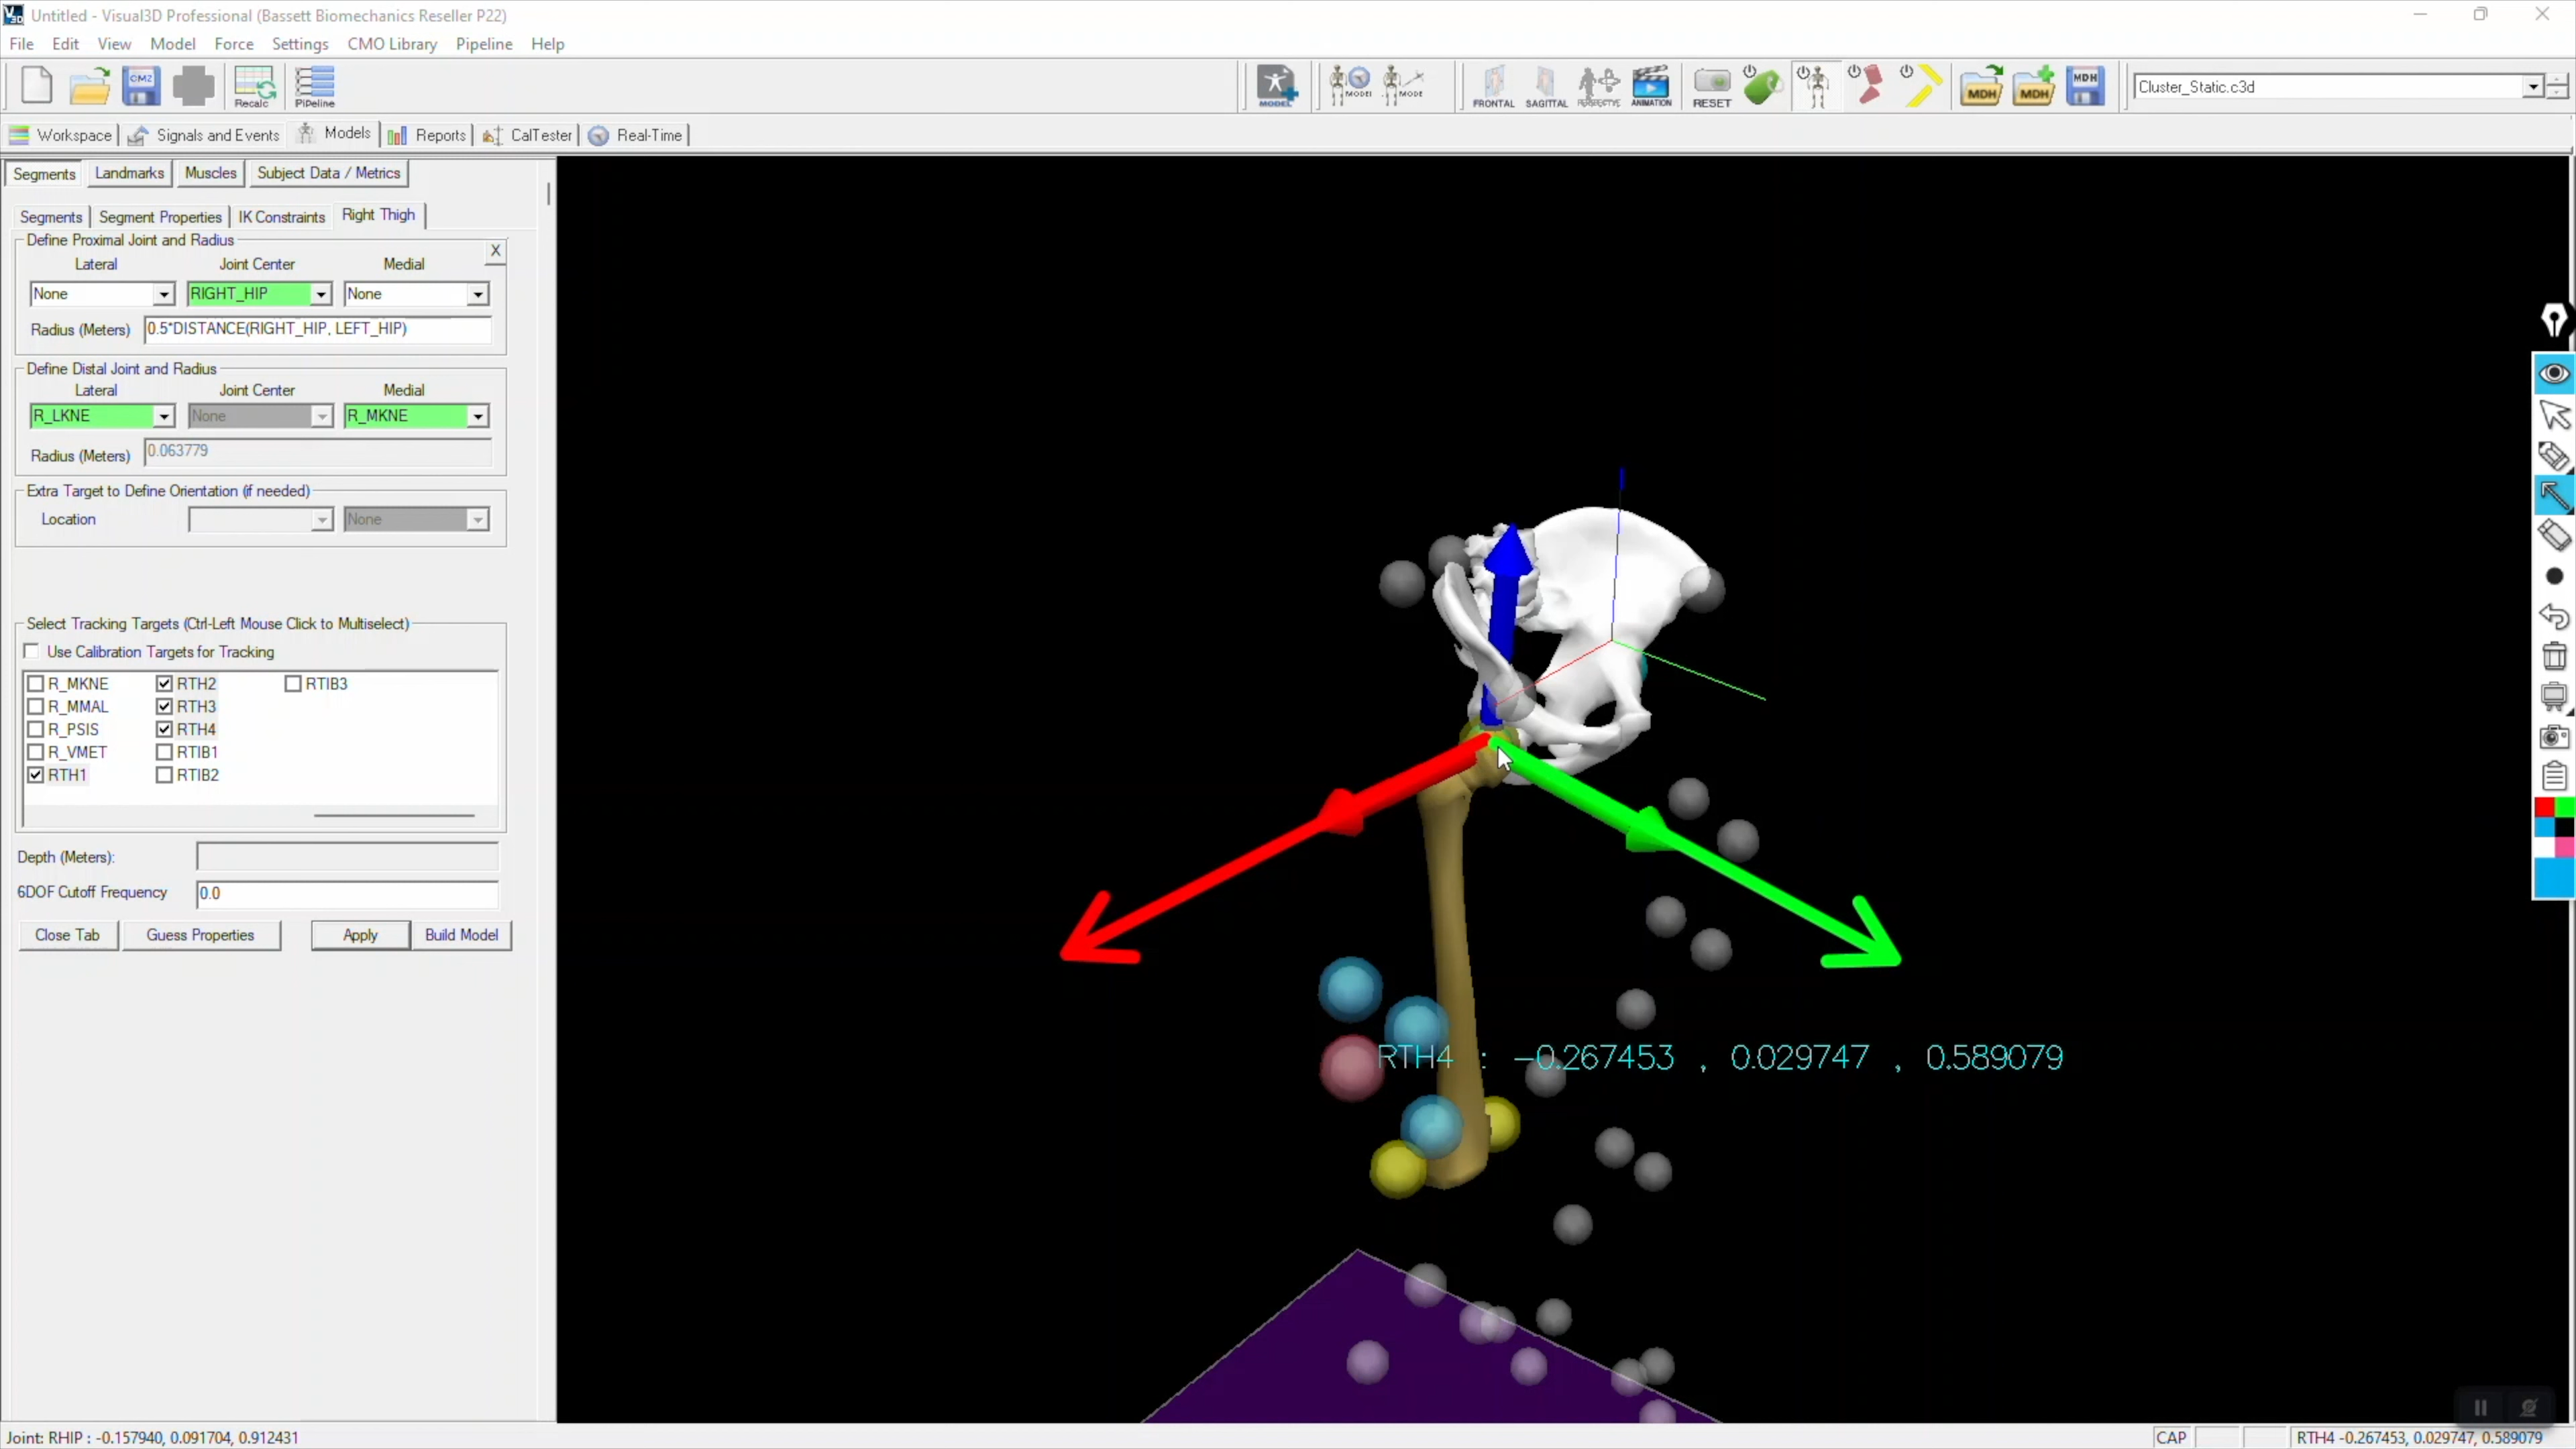 Untitled - Visual3D Professional (Bassett Biomechanics Reseller P22)
File Edit View Model Force Settings CMO Library Pipeline Help
CM2
Recalc PiPeline MODEL MODEL MODE FRONTAL SAGITTAL PERSPECTIVE ANIMATION RESET MDH MDH MDH Cluster_Static.c3d
Workspace Signals and Events Models Reports CalTester Real-Time
Segments Landmarks Muscles Subject Data / Metrics
Segments Segment Properties IK Constraints Right Thigh
Define Proximal Joint and Radius X
Lateral Joint Center Medial
None RIGHT_HIP None
Radius (Meters) 0.5*DISTANCE(RIGHT_HIP, LEFT_HIP)
Define Distal Joint and Radius
Lateral Joint Center Medial
R_LKNE None R_MKNE
Radius (Meters) 0.063779
Extra Target to Define Orientation (if needed)
Location None
Select Tracking Targets (Ctrl-Left Mouse Click to Multiselect)
Use Calibration Targets for Tracking
R_MKNE RTH2 RTIB3
R_MMAL RTH3
R_PSIS RTH4
R_VMET RTIB1
RTH1 RTIB2
Depth (Meters):
6DOF Cutoff Frequency 0.0
Close Tab Guess Properties Apply Build Model
RTH4 : -0.267453 , 0.029747 , 0.589079
Joint: RHIP : -0.157940, 0.091704, 0.912431 CAP RTH4 -0.267453, 0.029747, 0.589079